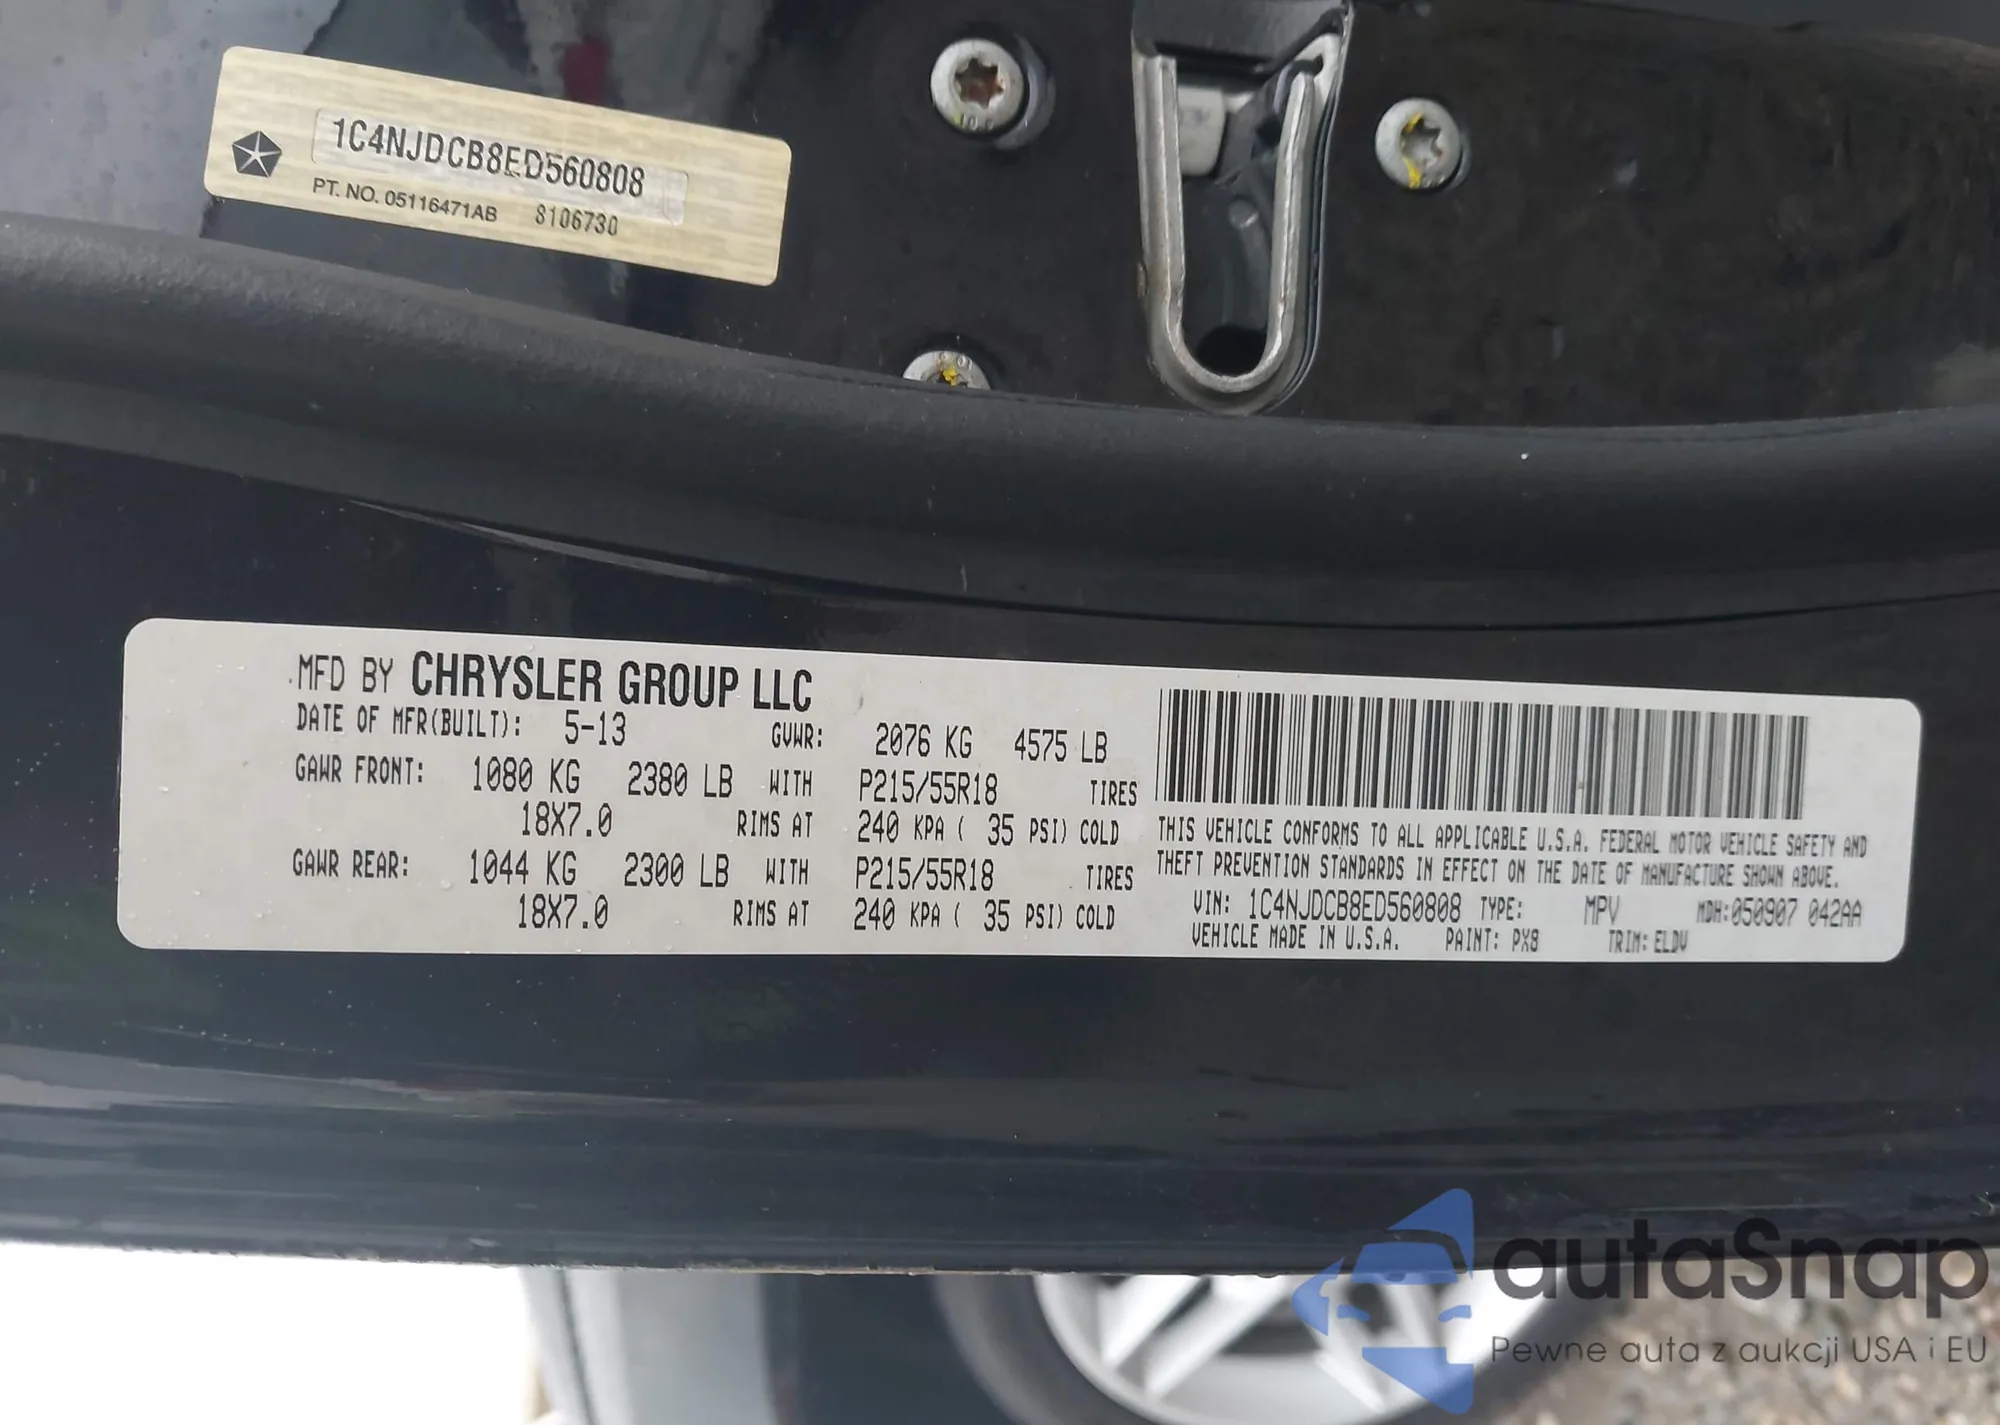 1C4NJDCB8ED560808
PT. NO. 05116471AB 8106730
MFD BY CHRYSLER GROUP LLC
DATE OF MFR(BUILT): 5-13 GVWR: 2076 KG 4575 LB
GAWR FRONT: 1080 KG 2380 LB WITH P215/55R18 TIRES
18X7.0 RIMS AT 240 KPA ( 35 PSI) COLD
GAWR REAR: 1044 KG 2300 LB WITH P215/55R18 TIRES
18X7.0 RIMS AT 240 KPA ( 35 PSI) COLD
THIS VEHICLE CONFORMS TO ALL APPLICABLE U.S.A. FEDERAL MOTOR VEHICLE SAFETY AND
THEFT PREVENTION STANDARDS IN EFFECT ON THE DATE OF MANUFACTURE SHOWN ABOVE.
VIN: 1C4NJDCB8ED560808 TYPE: MPV MDH:050907 042AA
VEHICLE MADE IN U.S.A. PAINT: PX8 TRIM: ELDV
autaSnap
Pewne auta z aukcji USA i EU